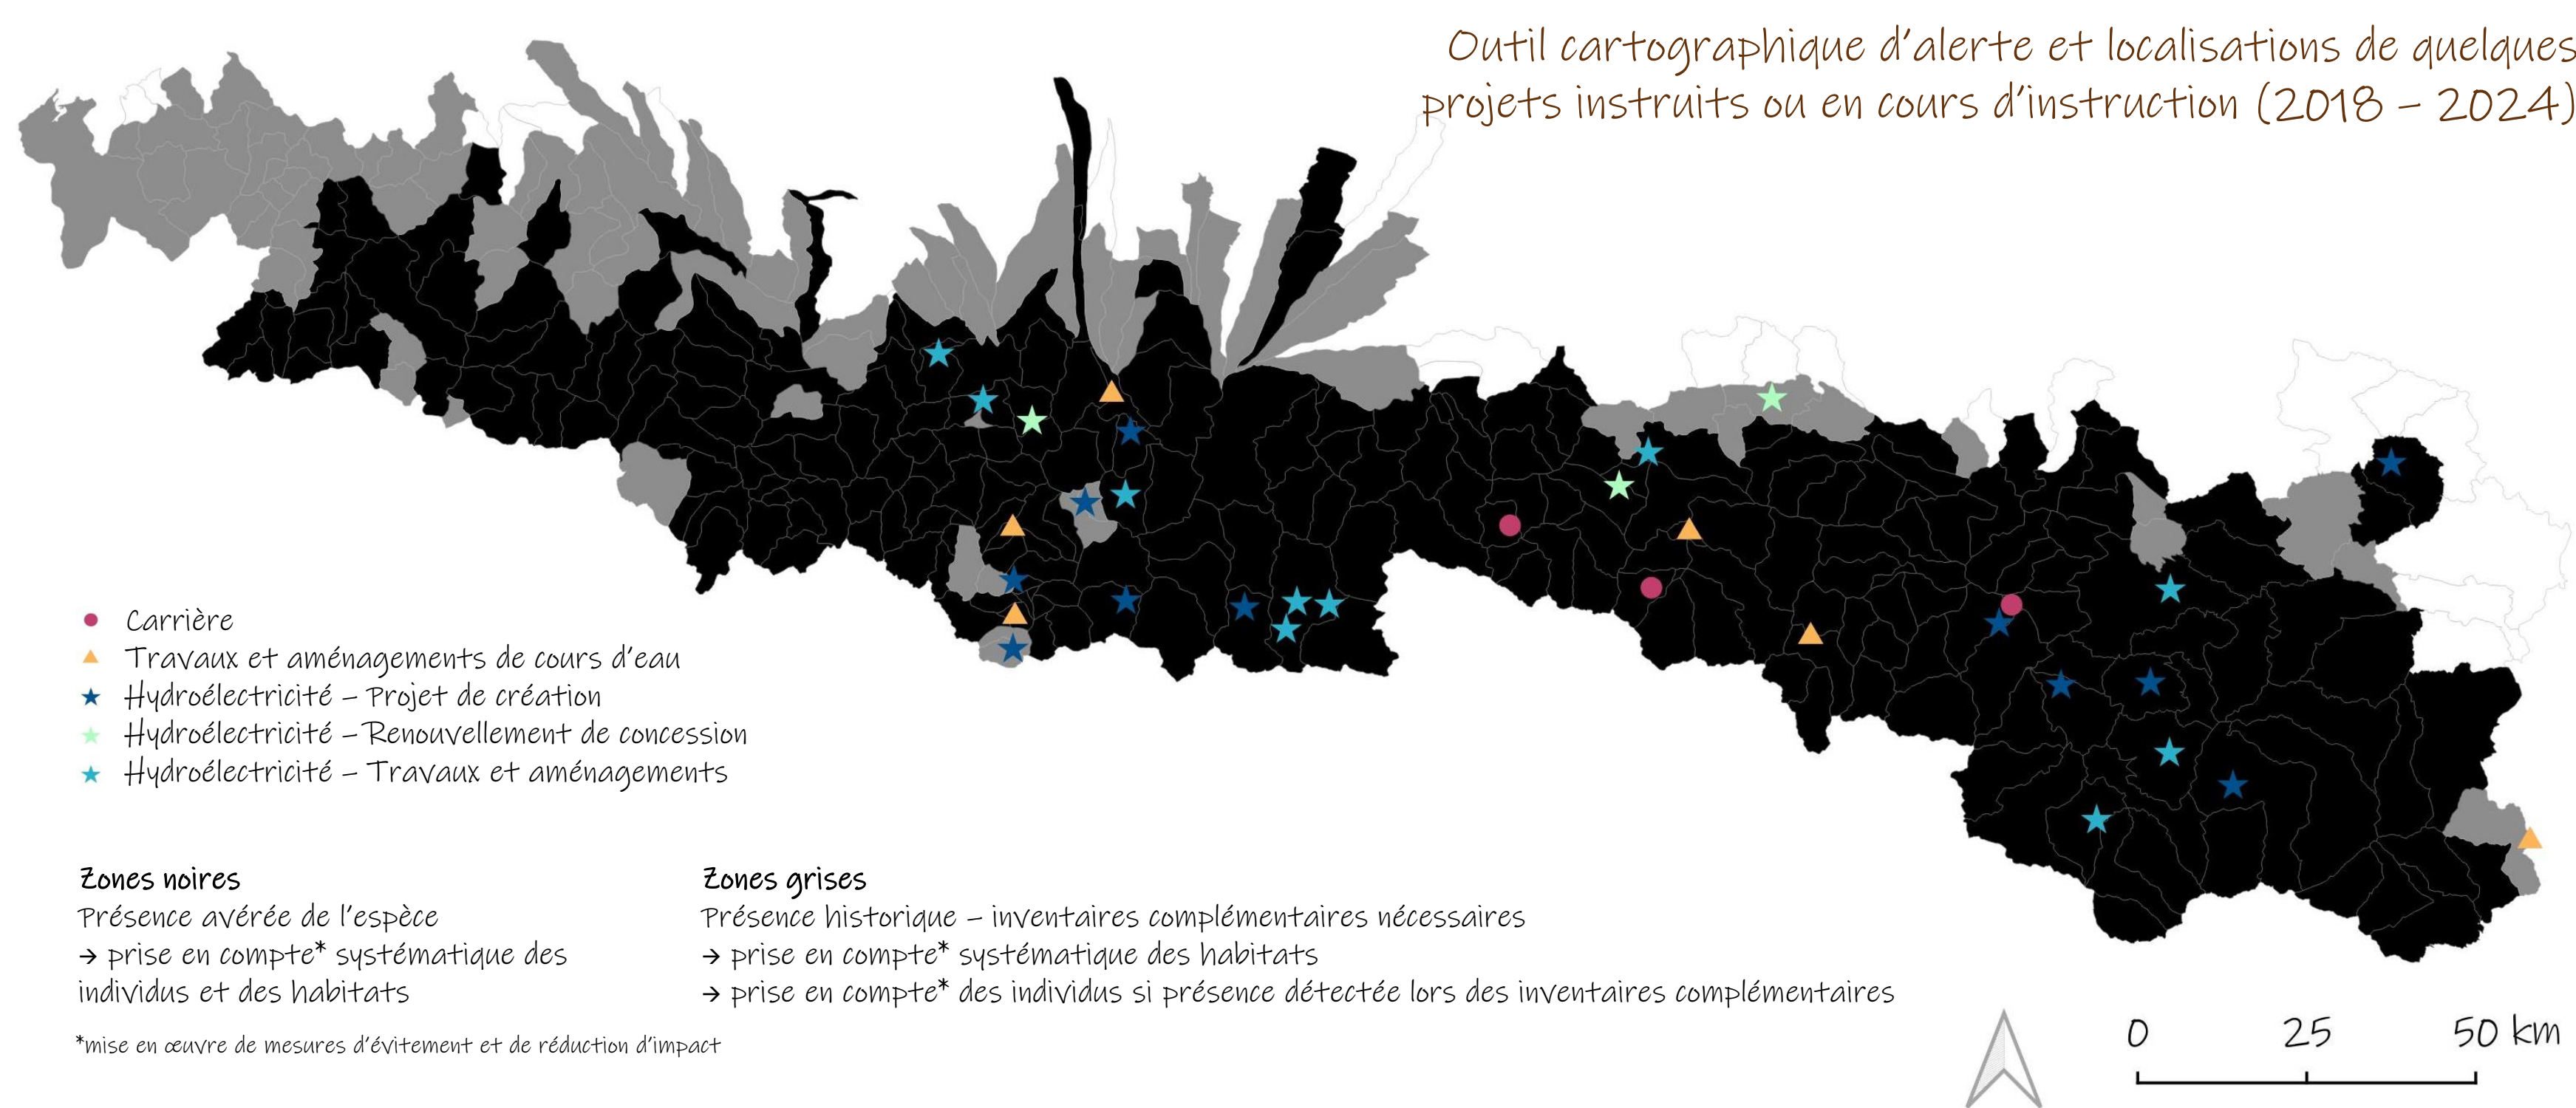 Outil cartographique d'alerte et localisations de quelques
projets instruits ou en cours d'instruction (2018 – 2024)
Carrière
Travaux et aménagements de cours d'eau
Hydroélectricité – Projet de création
Hydroélectricité – Renouvellement de concession
Hydroélectricité – Travaux et aménagements
Zones noires
Présence avérée de l'espèce
→ prise en compte* systématique des
individus et des habitats
*mise en œuvre de mesures d'évitement et de réduction d'impact
Zones grises
Présence historique – inventaires complémentaires nécessaires
→ prise en compte* systématique des habitats
→ prise en compte* des individus si présence détectée lors des inventaires complémentaires
0 25 50 km